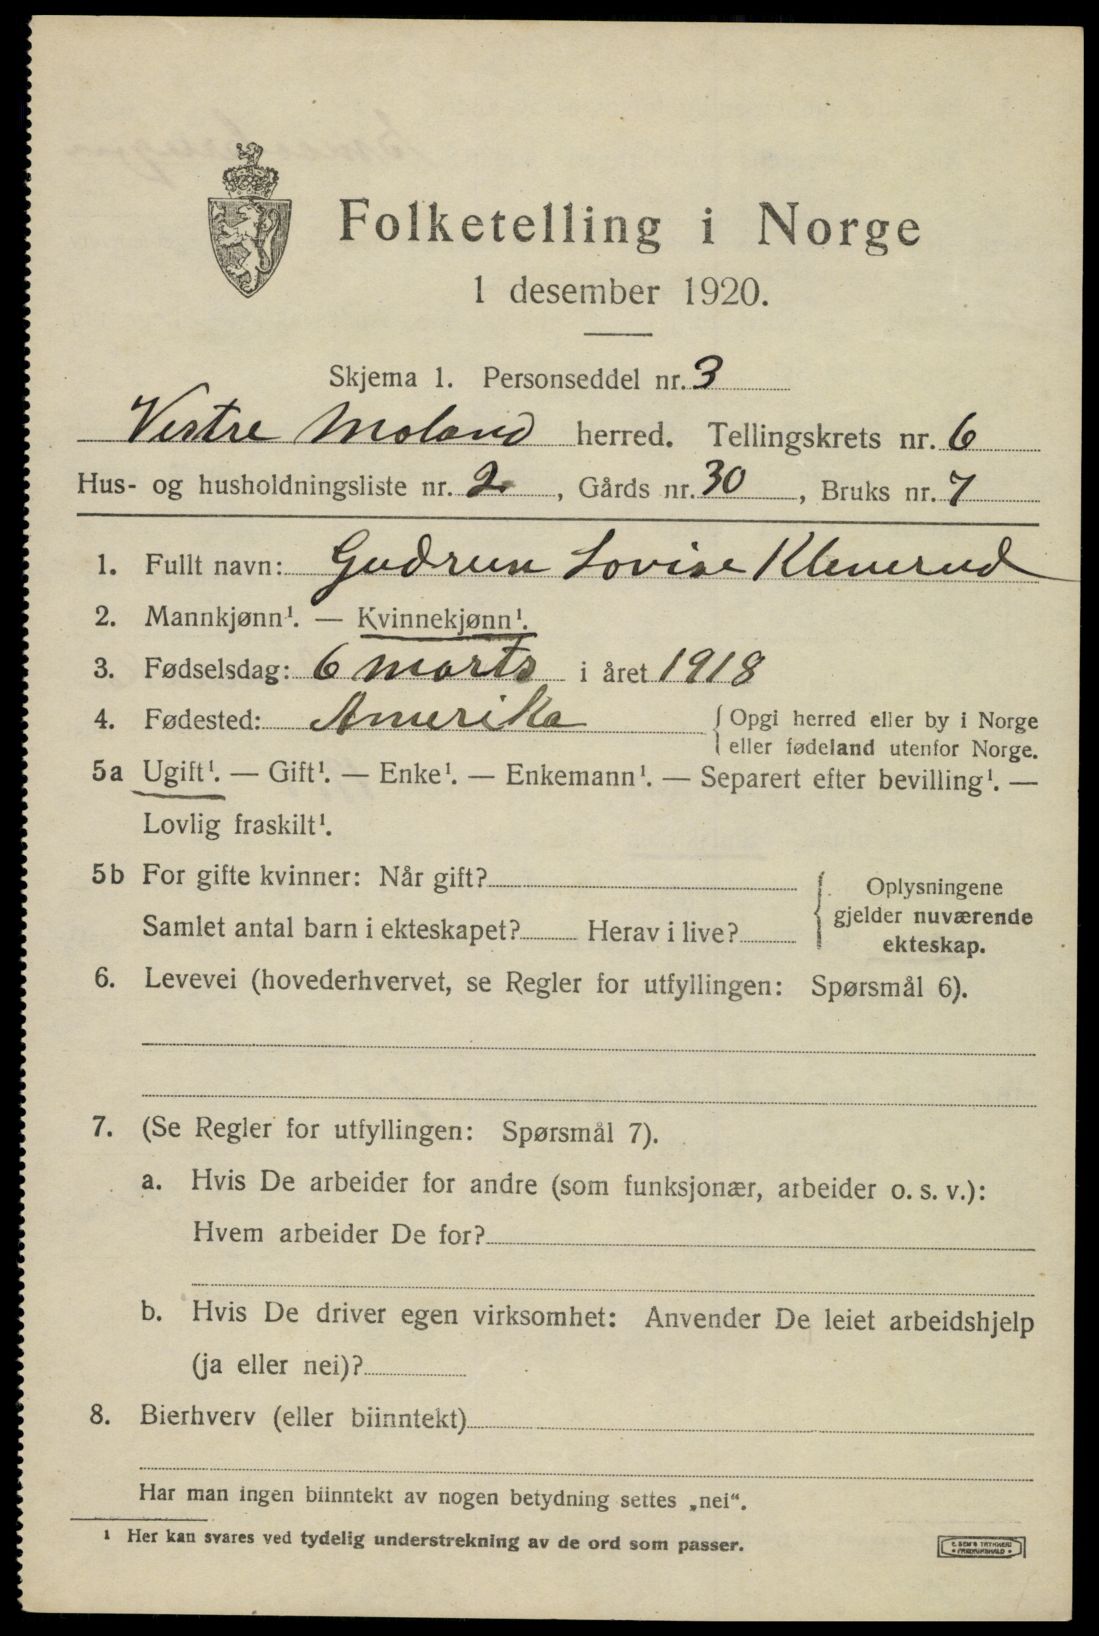 Folketelling i Norge
1 desember 1920.
Skjema 1. Personseddel nr. 3
Vestre Moland herred. Tellingskrets nr. 6
Hus- og husholdningsliste nr. 2, Gårds nr. 30, Bruks nr. 7
1. Fullt navn: Gudrun Lovise Klenerud
2. Mannkjønn¹. — Kvinnekjønn¹.
3. Fødselsdag: 6 marts i året 1918
4. Fødested: Amerika {Opgi herred eller by i Norge
eller fødeland utenfor Norge.
5a Ugift¹. — Gift¹. — Enke¹. — Enkemann¹. — Separert efter bevilling¹. —
Lovlig fraskilt¹.
5b For gifte kvinner: Når gift?
Samlet antal barn i ekteskapet? Herav i live?
{Oplysningene
gjelder nuværende
ekteskap.
6. Levevei (hovederhvervet, se Regler for utfyllingen: Spørsmål 6).
7. (Se Regler for utfyllingen: Spørsmål 7).
a. Hvis De arbeider for andre (som funksjonær, arbeider o. s. v.):
Hvem arbeider De for?
b. Hvis De driver egen virksomhet: Anvender De leiet arbeidshjelp
(ja eller nei)?
8. Bierhverv (eller biinntekt)
Har man ingen biinntekt av nogen betydning settes „nei“.
¹ Her kan svares ved tydelig understrekning av de ord som passer.